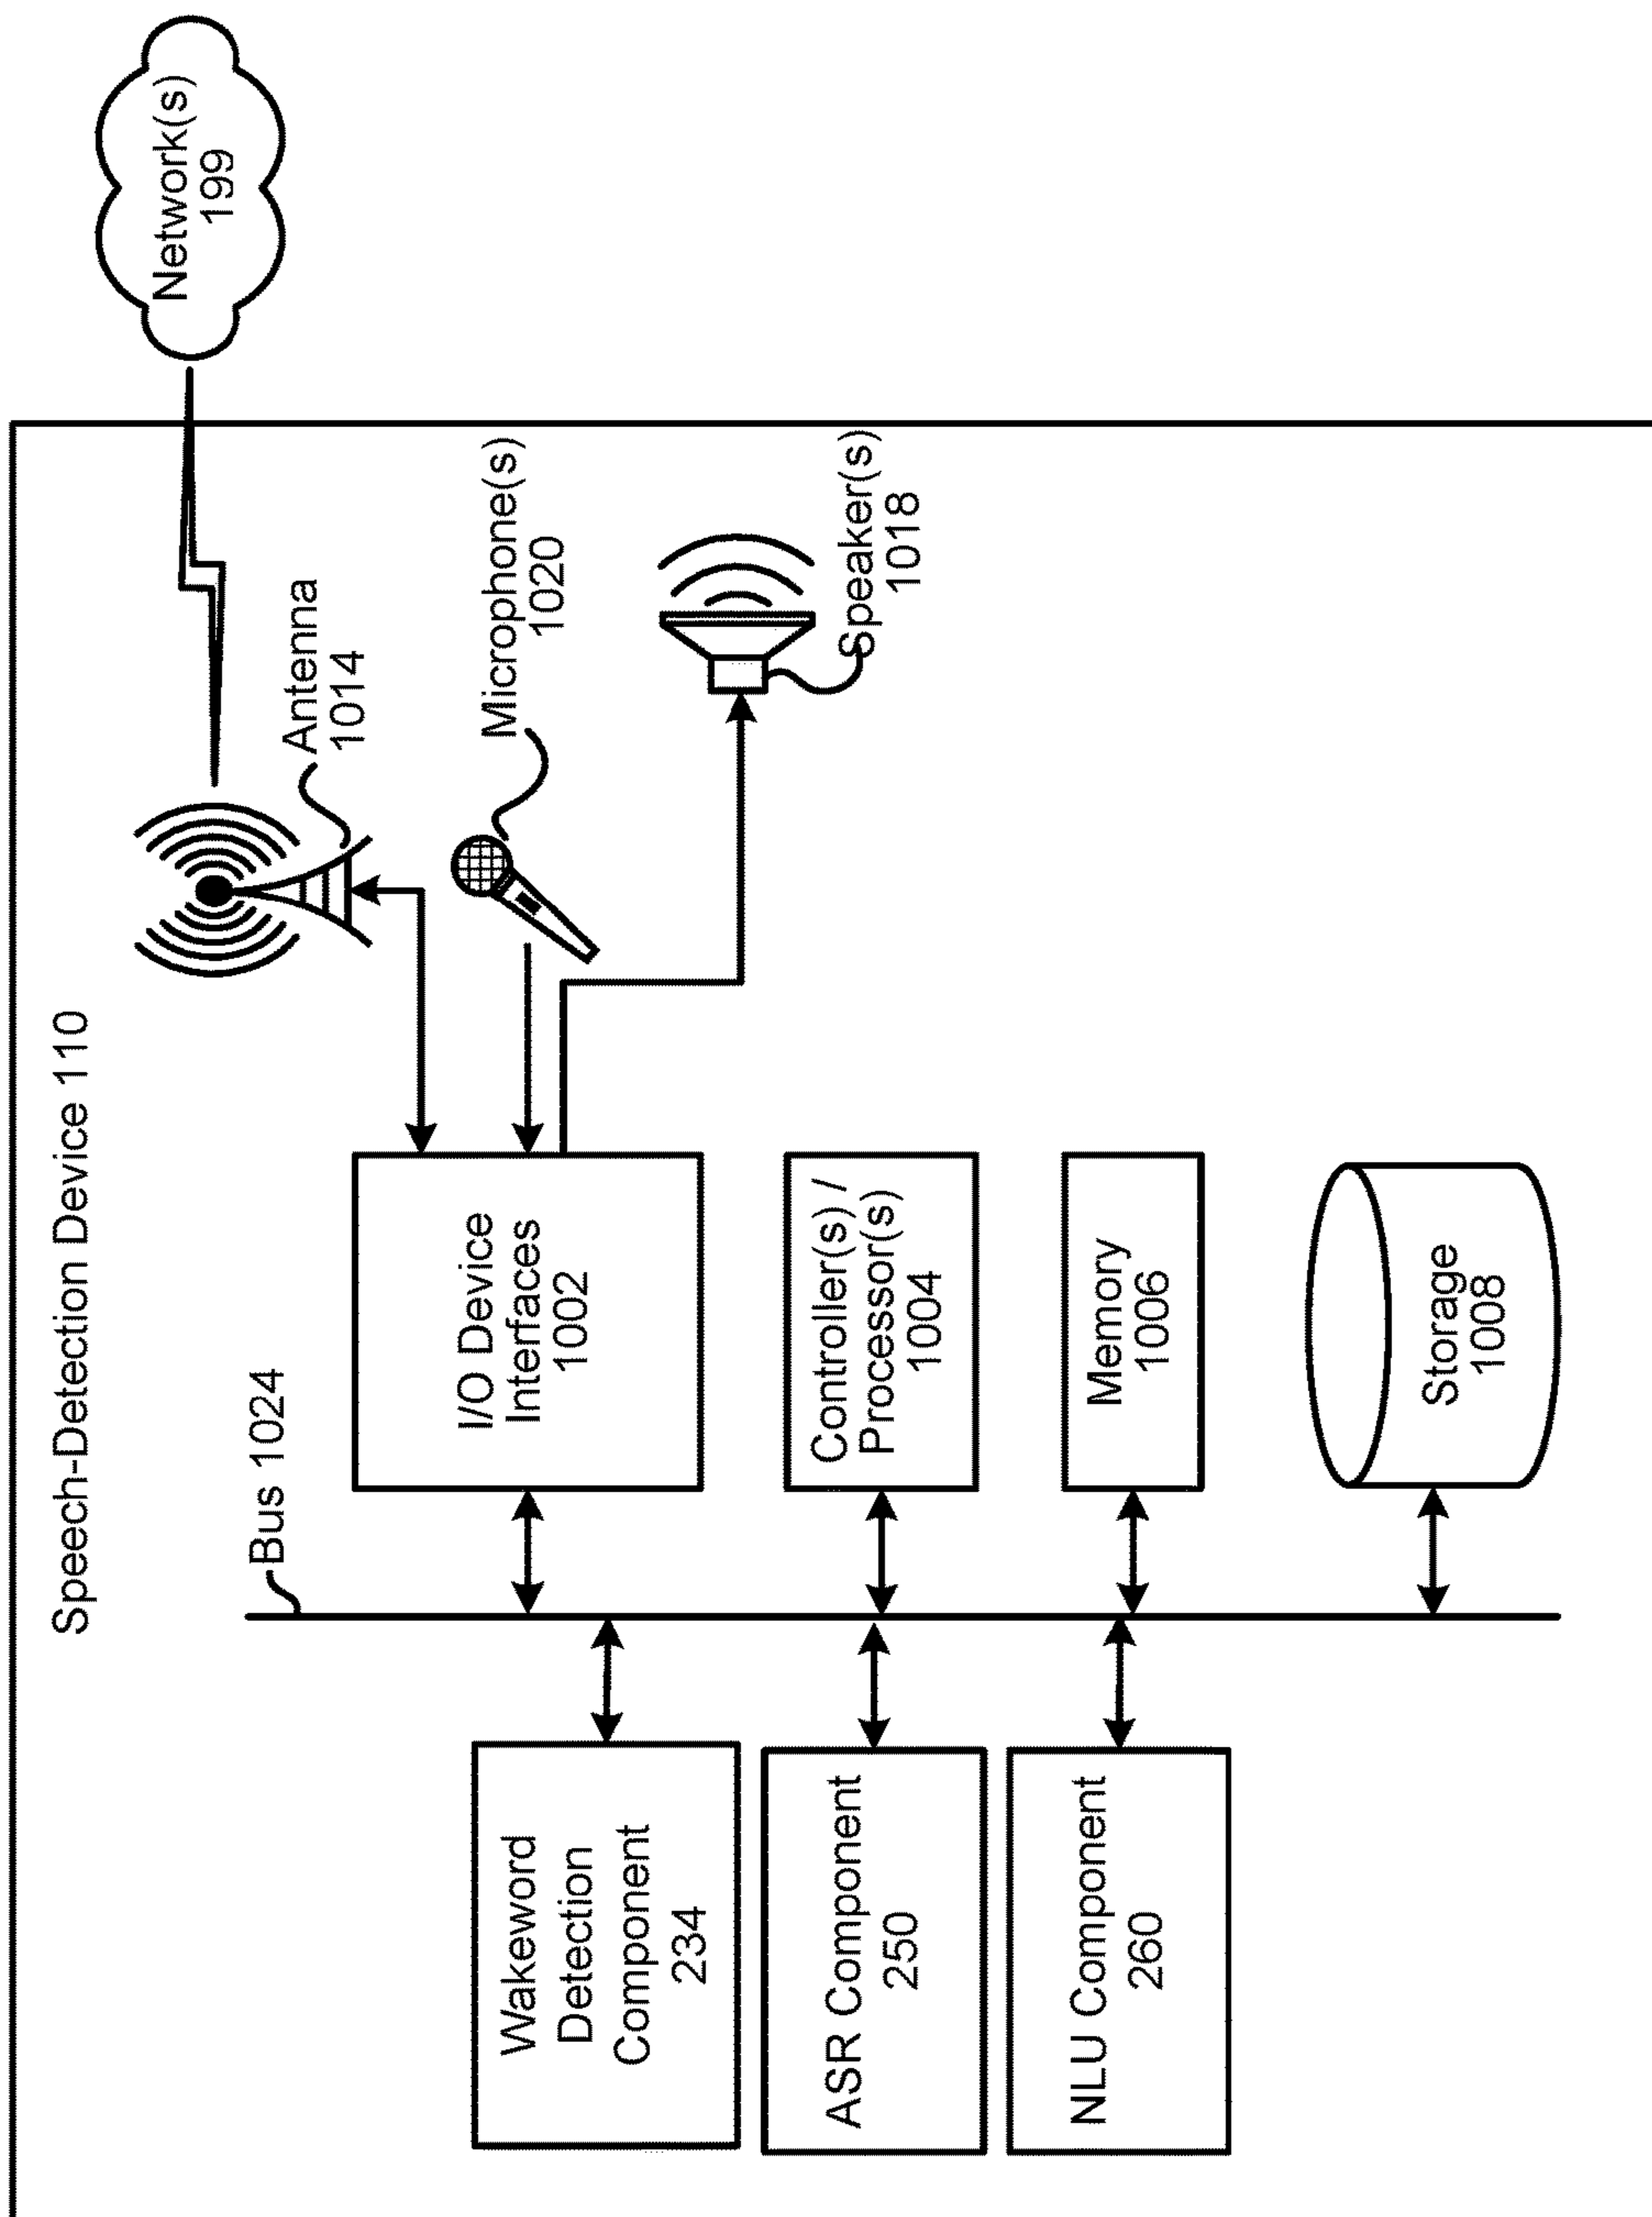 Speech-Detection Device 110
Bus 1024
Network(s)
199
Antenna
1014
Microphone(s)
1020
Speaker(s)
1018
I/O Device
Interfaces
1002
Controller(s) /
Processor(s)
1004
Memory
1006
Storage
1008
Wakeword
Detection
Component
234
ASR Component
250
NLU Component
260